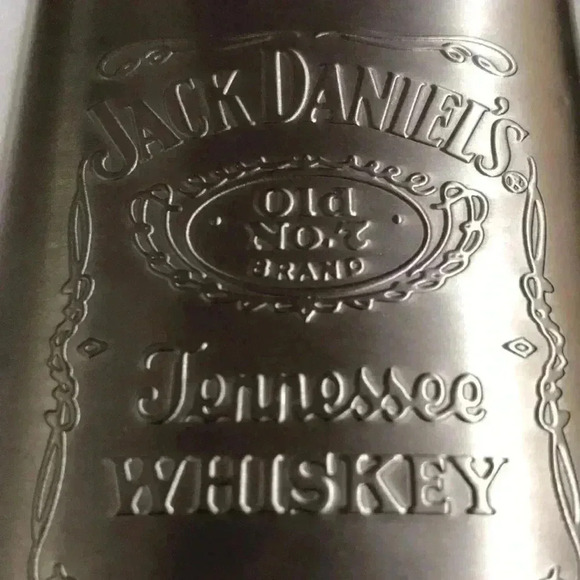 JACK DANIEL'S ®
Old
NO.7
BRAND
Tennessee
WHISKEY